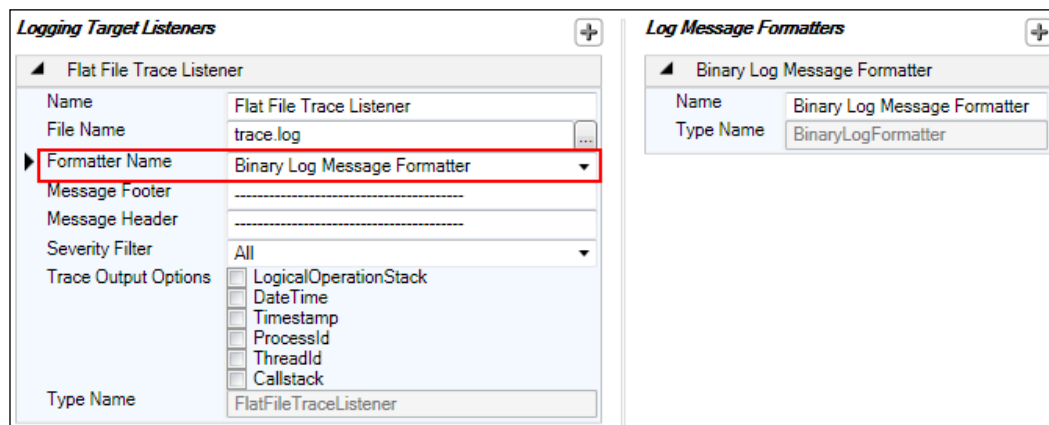 Logging Target Listeners
Flat File Trace Listener
Name Flat File Trace Listener
File Name trace.log ...
Formatter Name Binary Log Message Formatter
Message Footer ----------------------------------------
Message Header ----------------------------------------
Severity Filter All
Trace Output Options LogicalOperationStack
DateTime
Timestamp
ProcessId
ThreadId
Callstack
Type Name FlatFileTraceListener
Log Message Formatters
Binary Log Message Formatter
Name Binary Log Message Formatter
Type Name BinaryLogFormatter